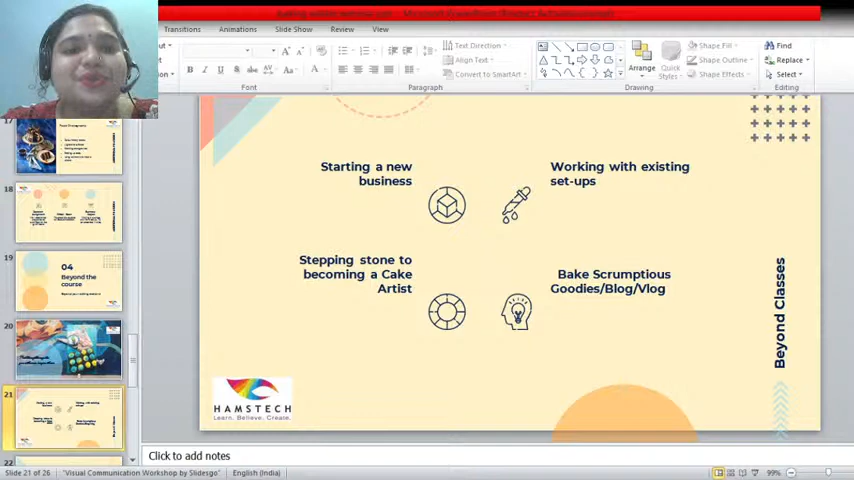 Transitions Animations Slide Show Review View
Text Direction
Align Text
Convert to SmartArt
Arrange
Quick
Styles
Shape Fill
Shape Outline
Shape Effects
Find
Replace
Select
Font Paragraph Drawing Editing
17
18
19
04
Beyond the
course
20
21
22
Starting a new
business
Working with existing
set-ups
Stepping stone to
becoming a Cake
Artist
Bake Scrumptious
Goodies/Blog/Vlog
Beyond Classes
HAMSTECH
Learn. Believe. Create.
Click to add notes
Slide 21 of 26 "Visual Communication Workshop by Slidesgo" English (India) 99%